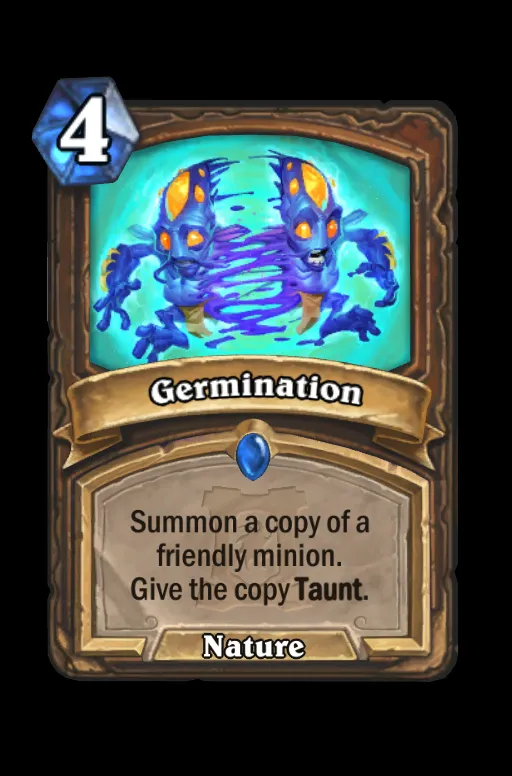 4
Germination
Summon a copy of a
friendly minion.
Give the copy Taunt.
Nature